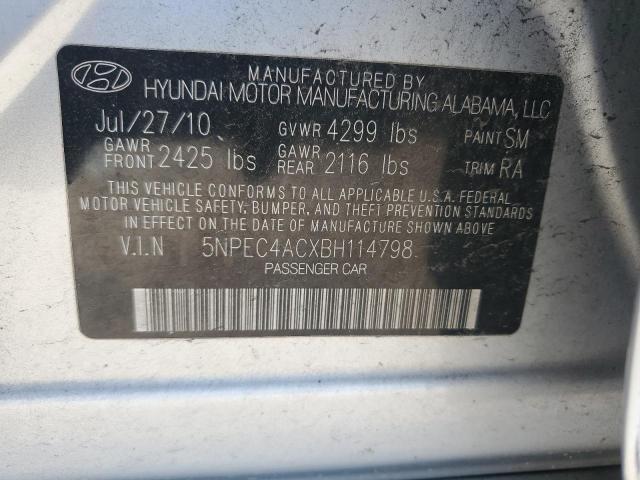 MANUFACTURED BY
HYUNDAI MOTOR MANUFACTURING ALABAMA, LLC
Jul/27/10 GVWR 4299 lbs PAINT SM
GAWR FRONT 2425 lbs GAWR REAR 2116 lbs TRIM RA
THIS VEHICLE CONFORMS TO ALL APPLICABLE U.S.A. FEDERAL
MOTOR VEHICLE SAFETY, BUMPER, AND THEFT PREVENTION STANDARDS
IN EFFECT ON THE DATE OF MANUFACTURE SHOWN ABOVE
V.I.N 5NPEC4ACXBH114798
PASSENGER CAR